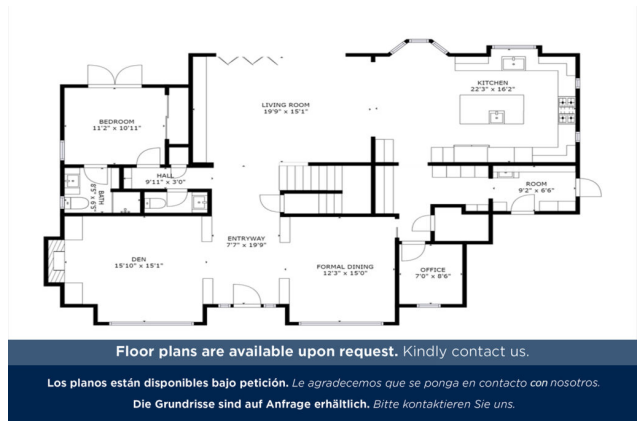 KITCHEN
22'3" x 16'2"
LIVING ROOM
19'9" x 15'1"
BEDROOM
11'2" x 10'11"
HALL
9'11" x 3'0"
BATH
8'5" x 6'5"
ROOM
9'2" x 6'6"
ENTRYWAY
7'7" x 19'9"
DEN
15'10" x 15'1"
FORMAL DINING
12'3" x 15'0"
OFFICE
7'0" x 8'6"
Floor plans are available upon request. Kindly contact us.
Los planos están disponibles bajo petición. Le agradecemos que se ponga en contacto con nosotros.
Die Grundrisse sind auf Anfrage erhältlich. Bitte kontaktieren Sie uns.